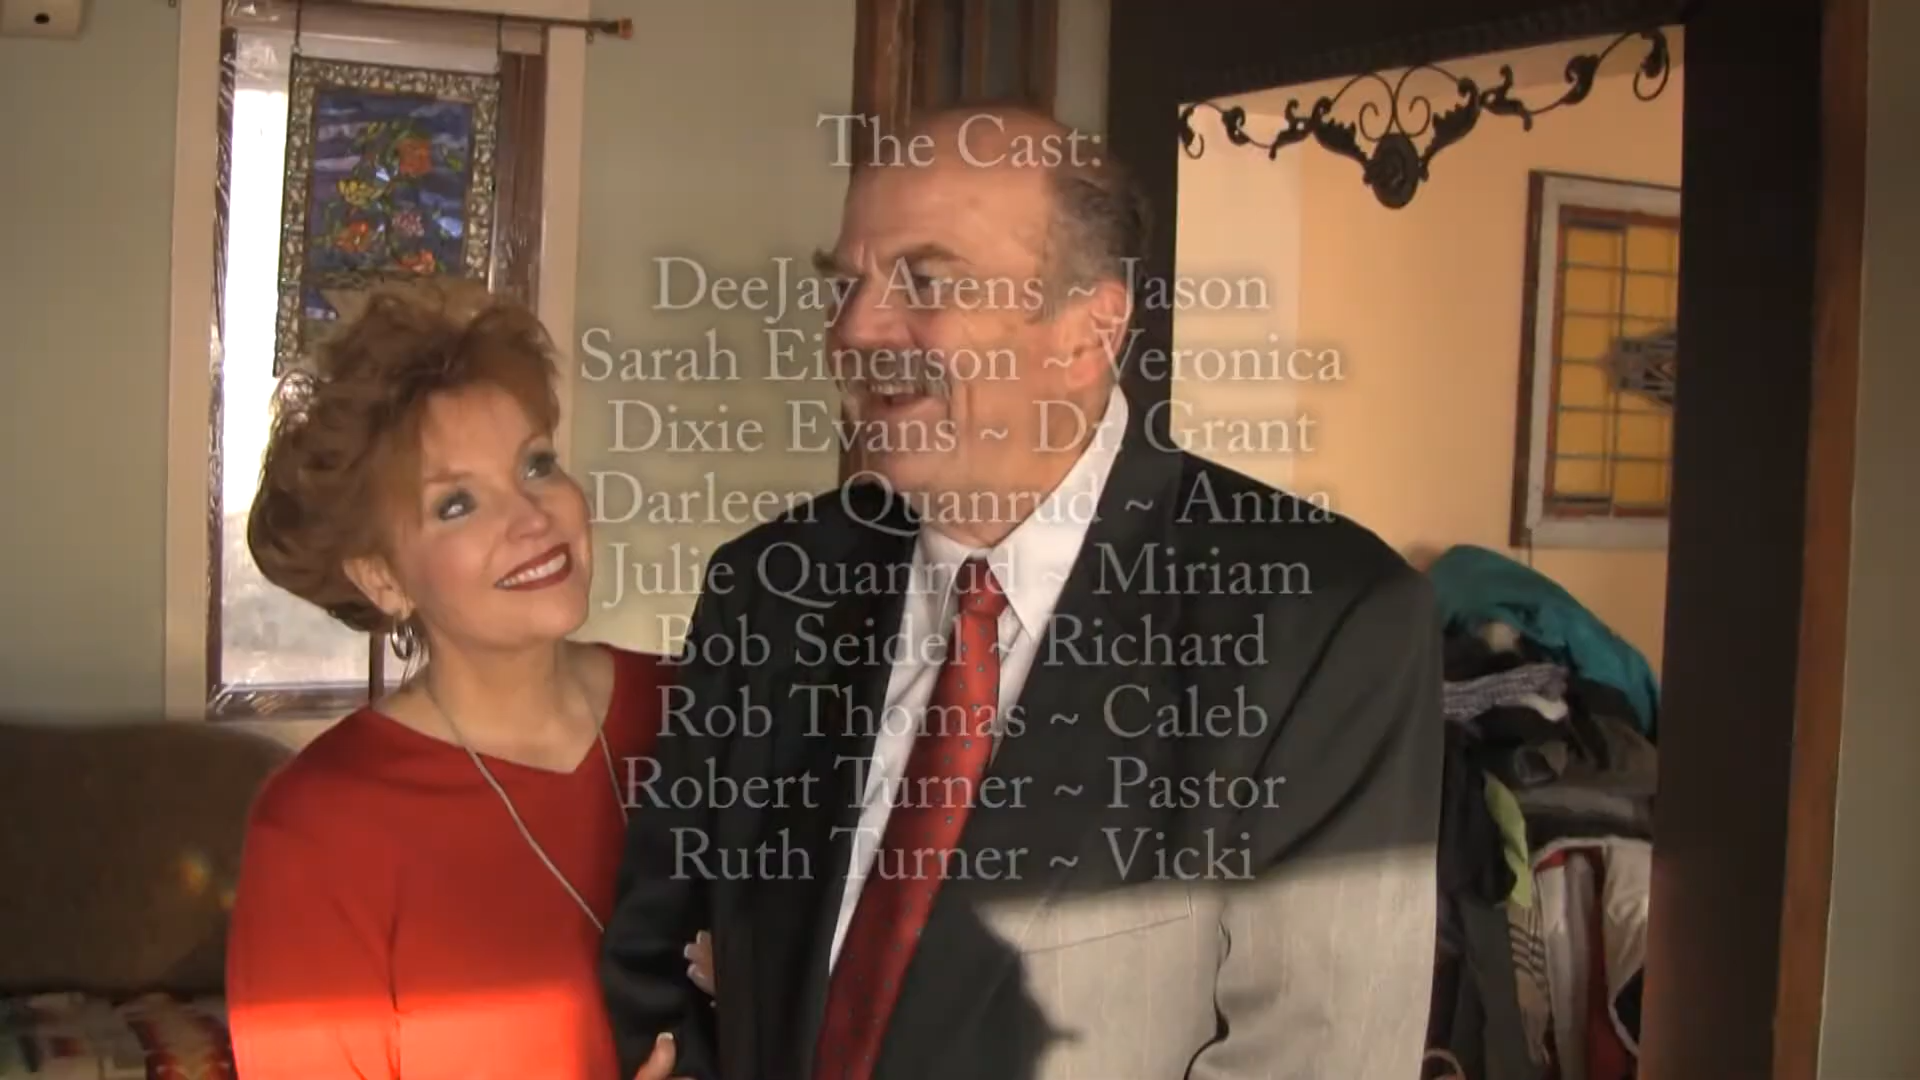 The Cast:
DeeJay Arens ~ Jason
Sarah Einerson ~ Veronica
Dixie Evans ~ Dr. Grant
Darleen Quanrud ~ Anna
Julie Quanrud ~ Miriam
Bob Seidel ~ Richard
Rob Thomas ~ Caleb
Robert Turner ~ Pastor
Ruth Turner ~ Vicki